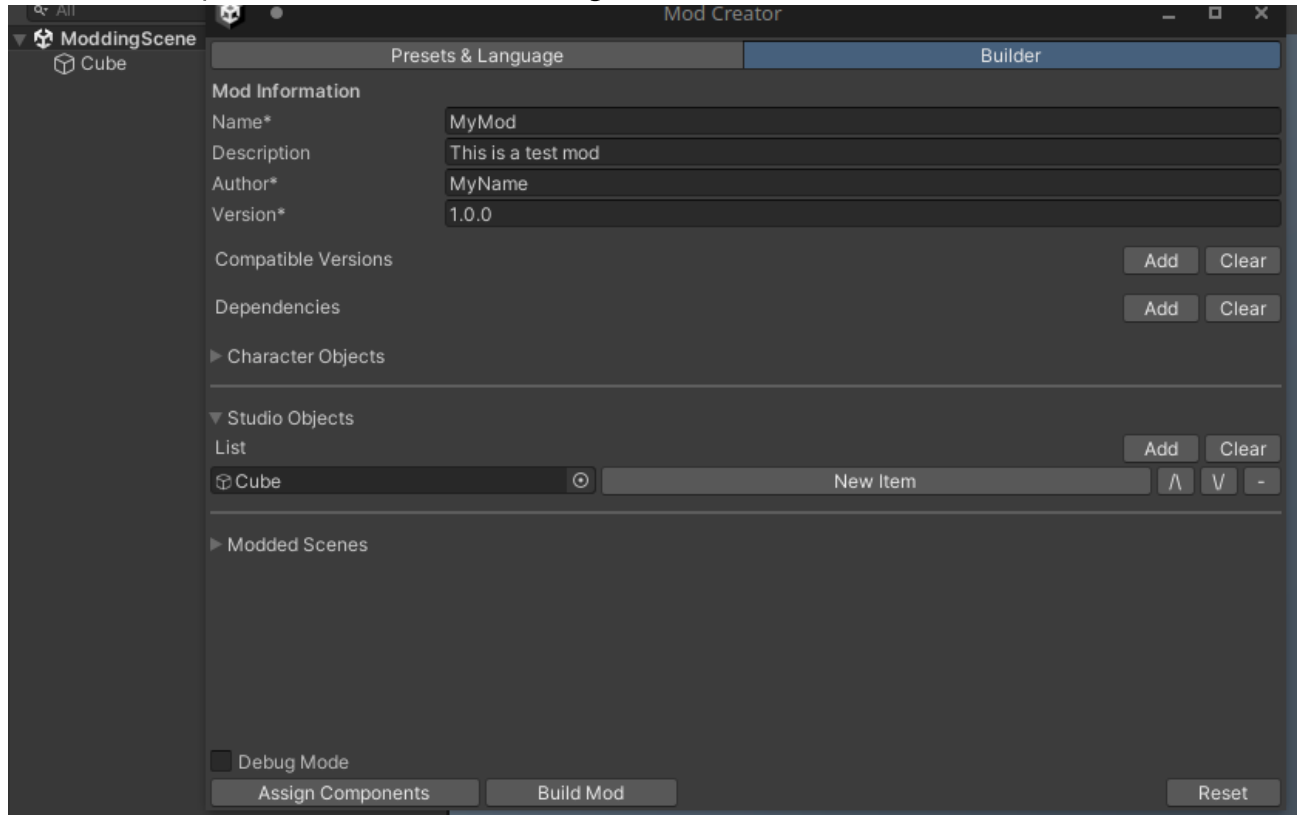 All
Mod Creator
ModdingScene
Cube
Presets & Language
Builder
Mod Information
Name*
MyMod
Description
This is a test mod
Author*
MyName
Version*
1.0.0
Compatible Versions
Add
Clear
Dependencies
Add
Clear
Character Objects
Studio Objects
List
Add
Clear
Cube
New Item
/\
\/
-
Modded Scenes
Debug Mode
Assign Components
Build Mod
Reset